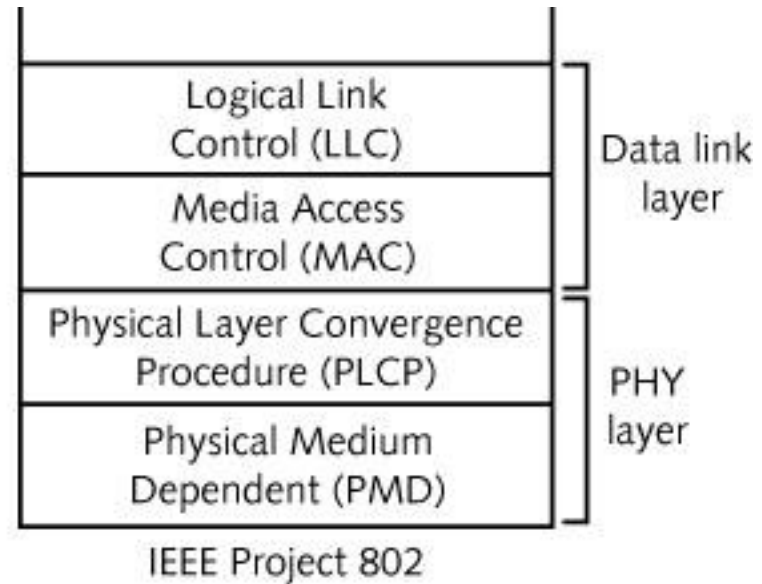 Logical Link
Control (LLC)
Data link
layer
Media Access
Control (MAC)
Physical Layer Convergence
Procedure (PLCP)
PHY
layer
Physical Medium
Dependent (PMD)
IEEE Project 802